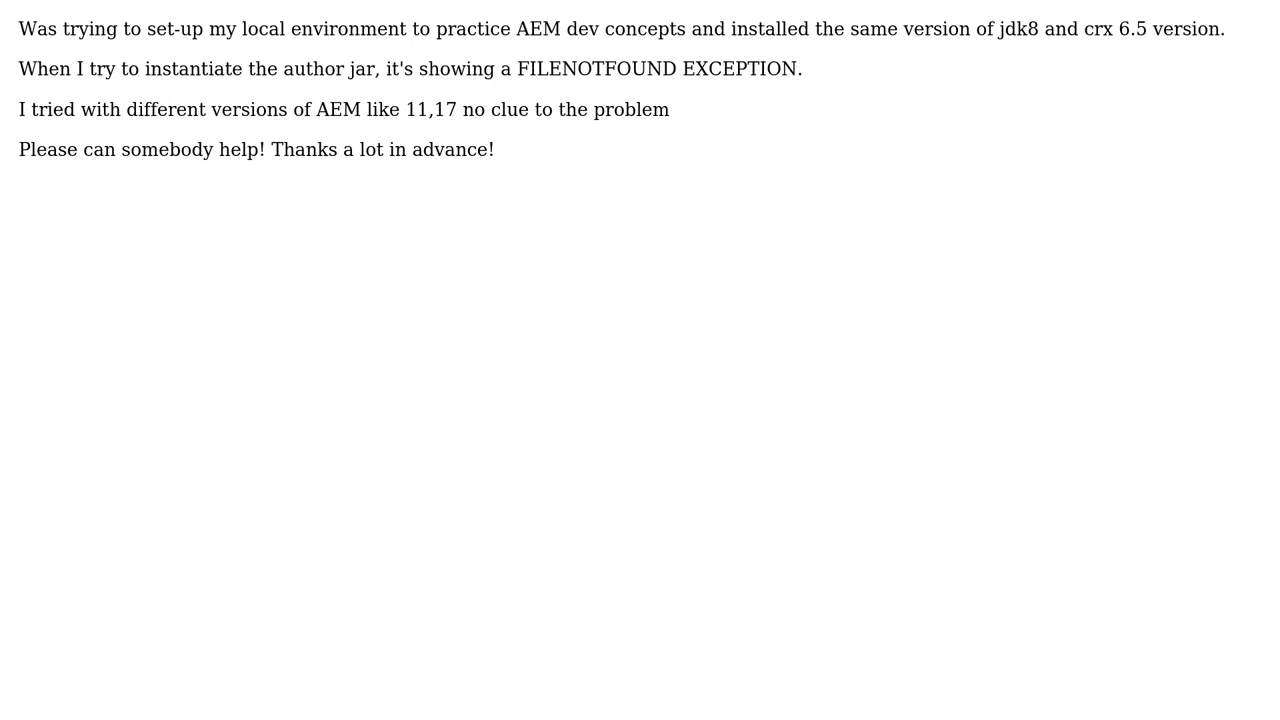 Was trying to set-up my local environment to practice AEM dev concepts and installed the same version of jdk8 and crx 6.5 version.
When I try to instantiate the author jar, it's showing a FILENOTFOUND EXCEPTION.
I tried with different versions of AEM like 11,17 no clue to the problem
Please can somebody help! Thanks a lot in advance!